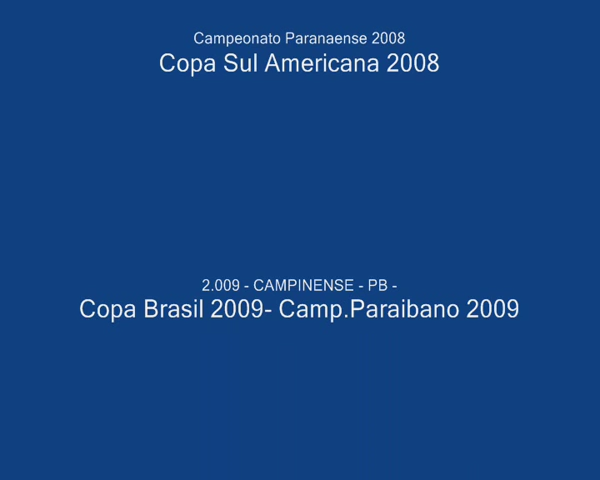 Campeonato Paranaense 2008
Copa Sul Americana 2008
2.009 - CAMPINENSE - PB -
Copa Brasil 2009- Camp.Paraibano 2009